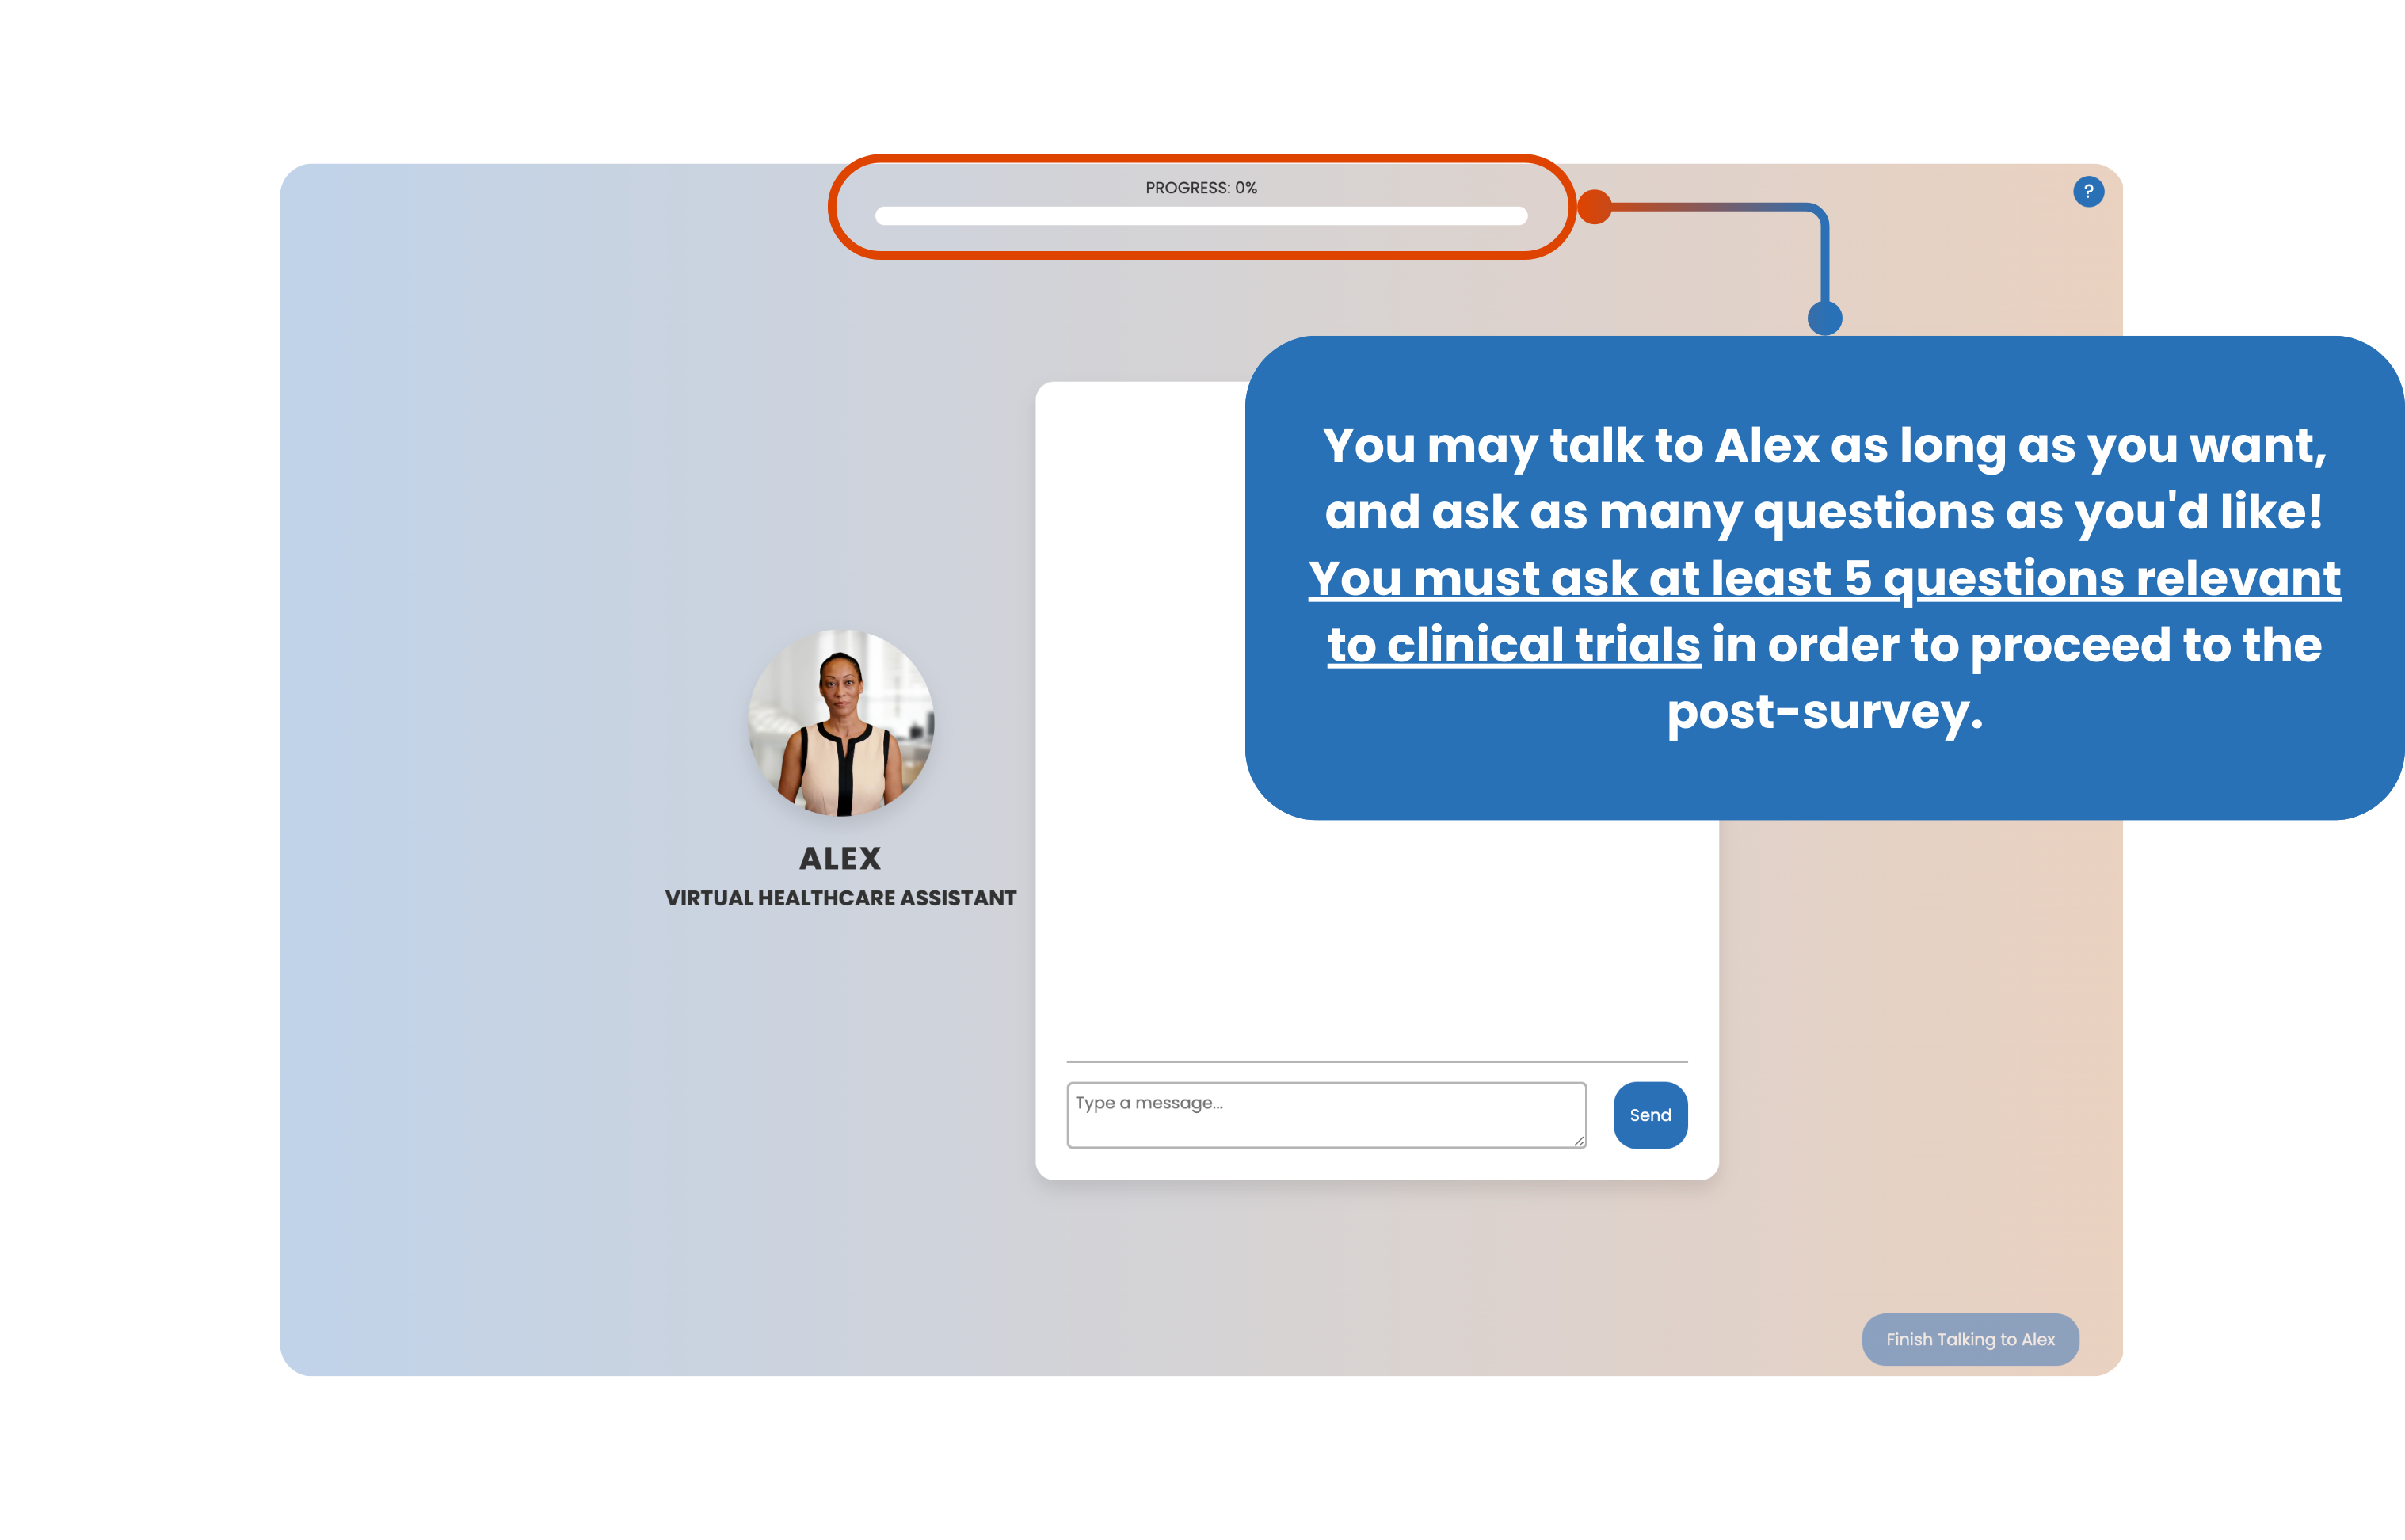 PROGRESS: 0%
?
You may talk to Alex as long as you want,
and ask as many questions as you'd like!
You must ask at least 5 questions relevant
to clinical trials in order to proceed to the
post-survey.
ALEX
VIRTUAL HEALTHCARE ASSISTANT
Type a message...
Send
Finish Talking to Alex